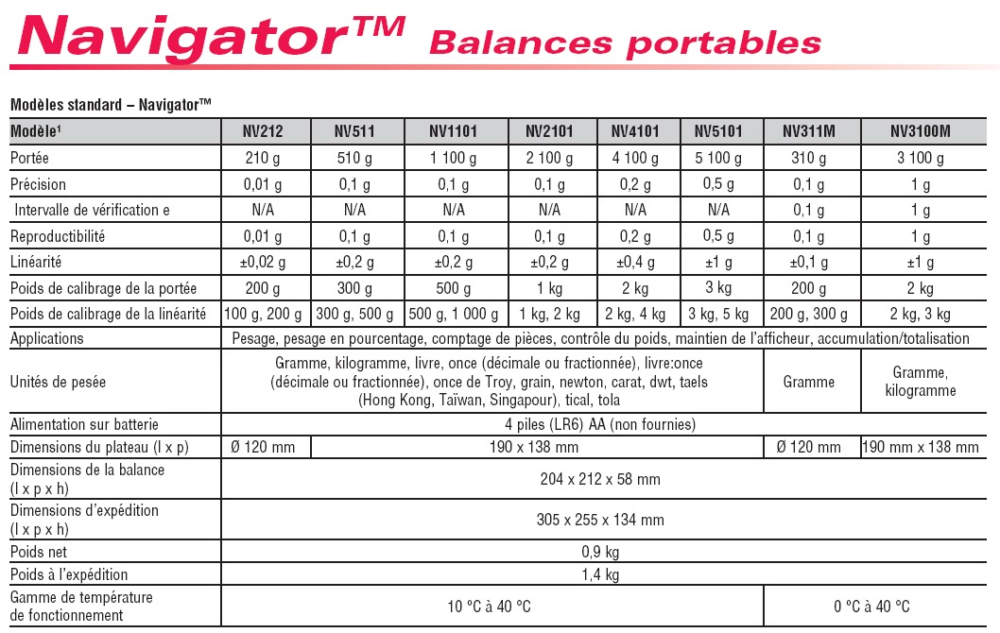 Navigator™ Balances portables
Modèles standard – Navigator™
Modèle¹ NV212 NV511 NV1101 NV2101 NV4101 NV5101 NV311M NV3100M
Portée 210 g 510 g 1 100 g 2 100 g 4 100 g 5 100 g 310 g 3 100 g
Précision 0,01 g 0,1 g 0,1 g 0,1 g 0,2 g 0,5 g 0,1 g 1 g
Intervalle de vérification e N/A N/A N/A N/A N/A N/A 0,1 g 1 g
Reproductibilité 0,01 g 0,1 g 0,1 g 0,1 g 0,2 g 0,5 g 0,1 g 1 g
Linéarité ±0,02 g ±0,2 g ±0,2 g ±0,2 g ±0,4 g ±1 g ±0,1 g ±1 g
Poids de calibrage de la portée 200 g 300 g 500 g 1 kg 2 kg 3 kg 200 g 2 kg
Poids de calibrage de la linéarité 100 g, 200 g 300 g, 500 g 500 g, 1 000 g 1 kg, 2 kg 2 kg, 4 kg 3 kg, 5 kg 200 g, 300 g 2 kg, 3 kg
Applications Pesage, pesage en pourcentage, comptage de pièces, contrôle du poids, maintien de l'afficheur, accumulation/totalisation
Unités de pesée
Gramme, kilogramme, livre, once (décimale ou fractionnée), livre:once
(décimale ou fractionnée), once de Troy, grain, newton, carat, dwt, taels
(Hong Kong, Taïwan, Singapour), tical, tola
Gramme
Gramme,
kilogramme
Alimentation sur batterie 4 piles (LR6) AA (non fournies)
Dimensions du plateau (l x p) Ø 120 mm 190 x 138 mm Ø 120 mm 190 mm x 138 mm
Dimensions de la balance
(l x p x h)
204 x 212 x 58 mm
Dimensions d'expédition
(l x p x h)
305 x 255 x 134 mm
Poids net 0,9 kg
Poids à l'expédition 1,4 kg
Gamme de température
de fonctionnement
10 °C à 40 °C 0 °C à 40 °C